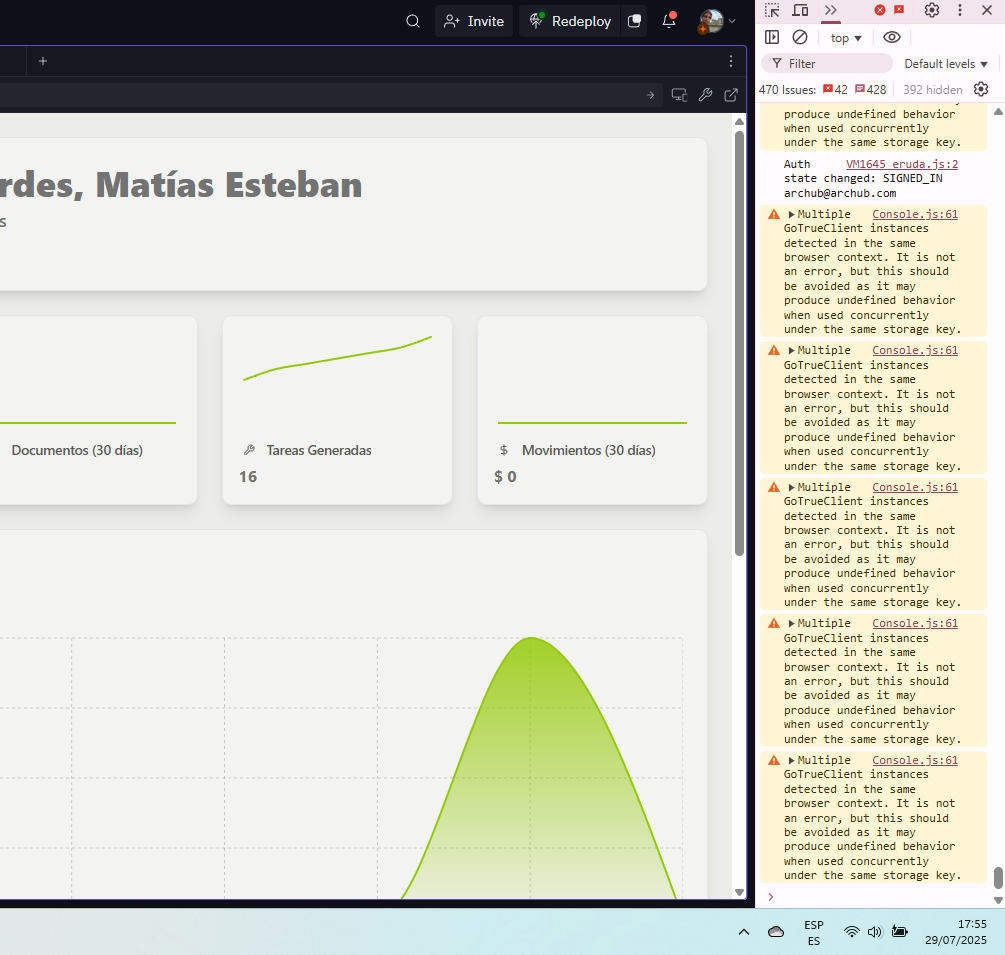 Invite
Redeploy
top
Filter
Default levels
470 Issues: 42 428
392 hidden
produce undefined behavior
when used concurrently
under the same storage key.
Auth VM1645 eruda.js:2
state changed: SIGNED_IN
archub@archub.com
Multiple Console.js:61
GoTrueClient instances
detected in the same
browser context. It is not
an error, but this should
be avoided as it may
produce undefined behavior
when used concurrently
under the same storage key.
Multiple Console.js:61
GoTrueClient instances
detected in the same
browser context. It is not
an error, but this should
be avoided as it may
produce undefined behavior
when used concurrently
under the same storage key.
Multiple Console.js:61
GoTrueClient instances
detected in the same
browser context. It is not
an error, but this should
be avoided as it may
produce undefined behavior
when used concurrently
under the same storage key.
Multiple Console.js:61
GoTrueClient instances
detected in the same
browser context. It is not
an error, but this should
be avoided as it may
produce undefined behavior
when used concurrently
under the same storage key.
Multiple Console.js:61
GoTrueClient instances
detected in the same
browser context. It is not
an error, but this should
be avoided as it may
produce undefined behavior
when used concurrently
under the same storage key.
rdes, Matías Esteban
s
Documentos (30 días)
Tareas Generadas
16
Movimientos (30 días)
$ 0
ESP
ES
17:55
29/07/2025